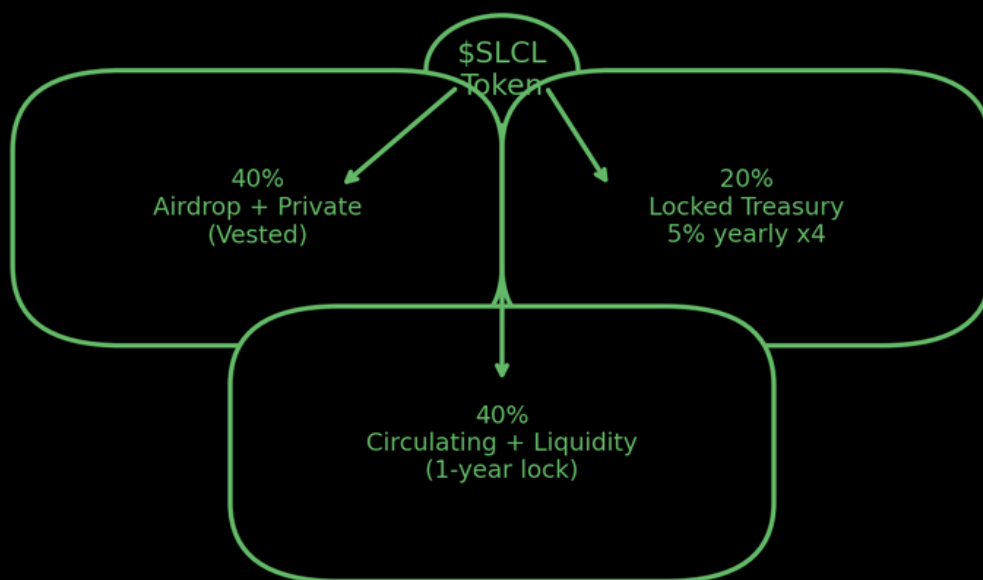 $SLCL
Token
40%
Airdrop + Private
(Vested)
20%
Locked Treasury
5% yearly x4
40%
Circulating + Liquidity
(1-year lock)